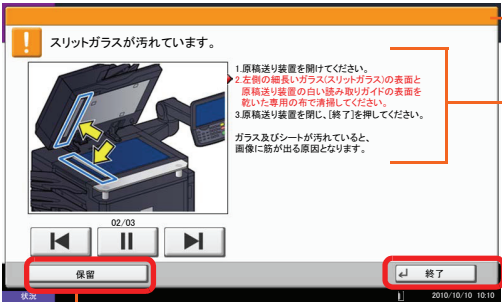 スリットガラスが汚れています。
1.原稿送り装置を開けてください。
2.左側の細長いガラス(スリットガラス)の表面と
原稿送り装置の白い読み取りガイドの表面を
乾いた専用の布で清掃してください。
3.原稿送り装置を閉じ、[終了]を押してください。
ガラス及びシートが汚れていると、
画像に筋が出る原因となります。
02/03
保留
終了
状況
2010/10/10 10:10